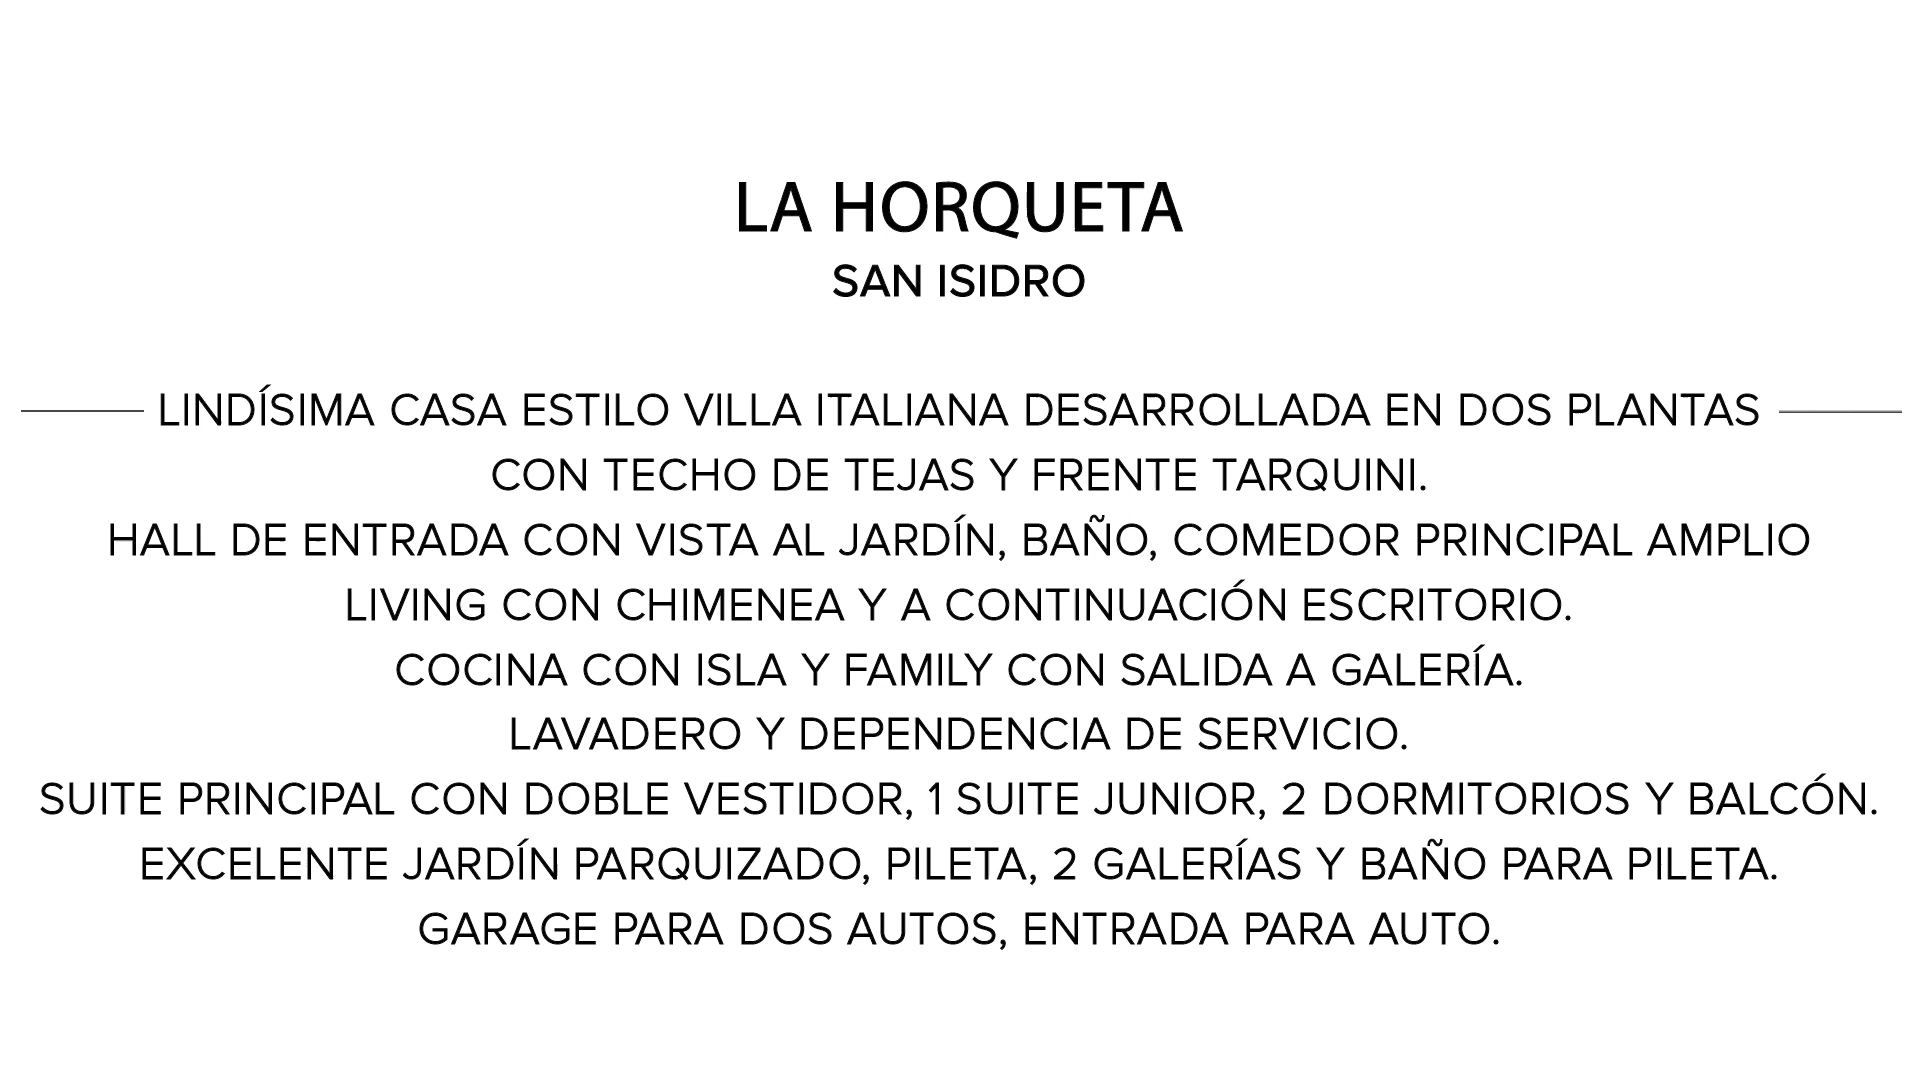 LA HORQUETA
SAN ISIDRO
LINDÍSIMA CASA ESTILO VILLA ITALIANA DESARROLLADA EN DOS PLANTAS
CON TECHO DE TEJAS Y FRENTE TARQUINI.
HALL DE ENTRADA CON VISTA AL JARDÍN, BAÑO, COMEDOR PRINCIPAL AMPLIO
LIVING CON CHIMENEA Y A CONTINUACIÓN ESCRITORIO.
COCINA CON ISLA Y FAMILY CON SALIDA A GALERÍA.
LAVADERO Y DEPENDENCIA DE SERVICIO.
SUITE PRINCIPAL CON DOBLE VESTIDOR, 1 SUITE JUNIOR, 2 DORMITORIOS Y BALCÓN.
EXCELENTE JARDÍN PARQUIZADO, PILETA, 2 GALERÍAS Y BAÑO PARA PILETA.
GARAGE PARA DOS AUTOS, ENTRADA PARA AUTO.